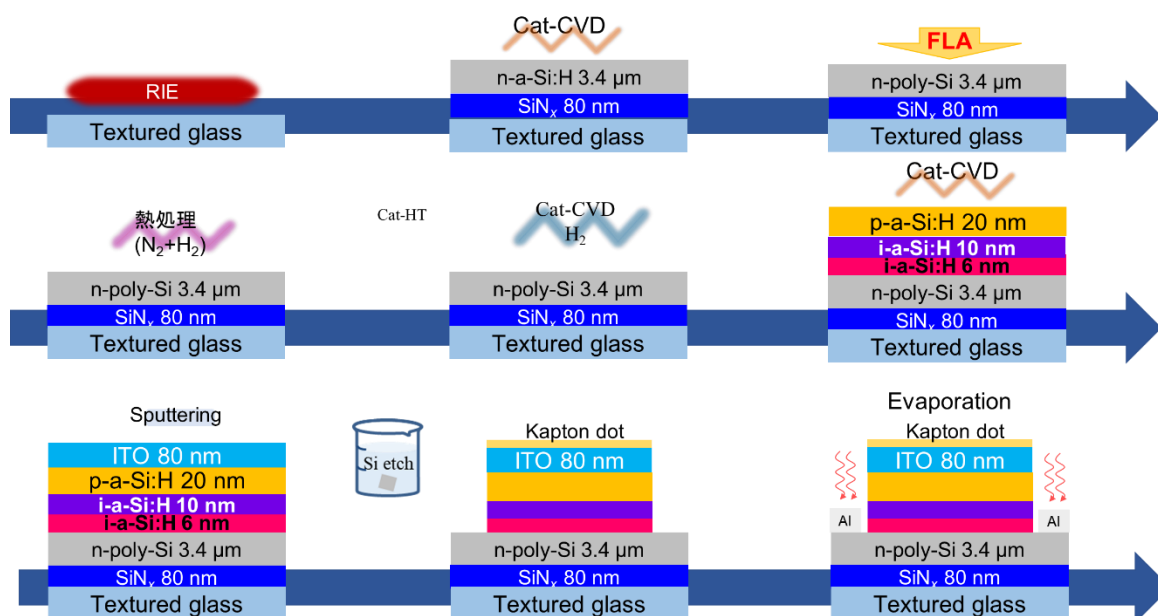 RIE
Textured glass
Cat-CVD
n-a-Si:H 3.4 µm
SiNₓ 80 nm
Textured glass
FLA
n-poly-Si 3.4 µm
SiNₓ 80 nm
Textured glass
熱処理
(N₂+H₂)
n-poly-Si 3.4 µm
SiNₓ 80 nm
Textured glass
Cat-HT
Cat-CVD
H₂
n-poly-Si 3.4 µm
SiNₓ 80 nm
Textured glass
Cat-CVD
p-a-Si:H 20 nm
i-a-Si:H 10 nm
i-a-Si:H 6 nm
n-poly-Si 3.4 µm
SiNₓ 80 nm
Textured glass
Sputtering
ITO 80 nm
p-a-Si:H 20 nm
i-a-Si:H 10 nm
i-a-Si:H 6 nm
n-poly-Si 3.4 µm
SiNₓ 80 nm
Textured glass
Si etch
Kapton dot
ITO 80 nm
n-poly-Si 3.4 µm
SiNₓ 80 nm
Textured glass
Evaporation
Kapton dot
ITO 80 nm
Al
Al
n-poly-Si 3.4 µm
SiNₓ 80 nm
Textured glass